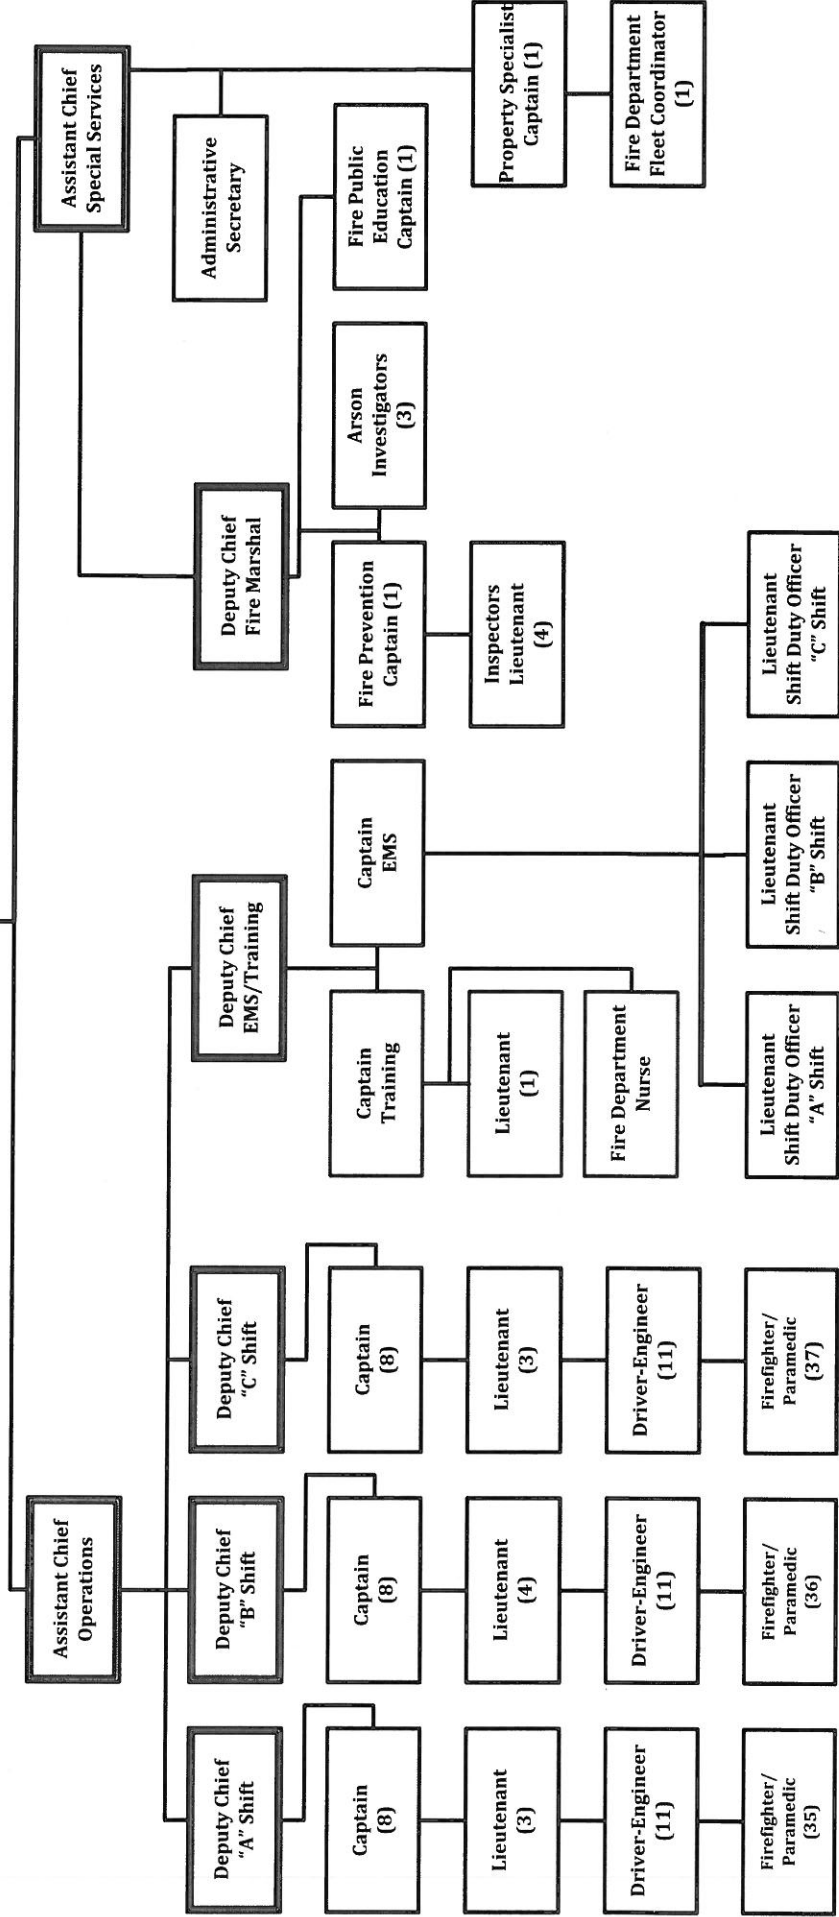 Assistant Chief
Operations
Assistant Chief
Special Services
Administrative
Secretary
Deputy Chief
"A" Shift
Deputy Chief
"B" Shift
Deputy Chief
"C" Shift
Deputy Chief
EMS/Training
Deputy Chief
Fire Marshal
Captain
(8)
Captain
(8)
Captain
(8)
Captain
Training
Captain
EMS
Fire Prevention
Captain (1)
Arson
Investigators
(3)
Fire Public
Education
Captain (1)
Lieutenant
(3)
Lieutenant
(4)
Lieutenant
(3)
Lieutenant
(1)
Inspectors
Lieutenant
(4)
Property Specialist
Captain (1)
Driver-Engineer
(11)
Driver-Engineer
(11)
Driver-Engineer
(11)
Fire Department
Nurse
Fire Department
Fleet Coordinator
(1)
Firefighter/
Paramedic
(35)
Firefighter/
Paramedic
(36)
Firefighter/
Paramedic
(37)
Lieutenant
Shift Duty Officer
"A" Shift
Lieutenant
Shift Duty Officer
"B" Shift
Lieutenant
Shift Duty Officer
"C" Shift